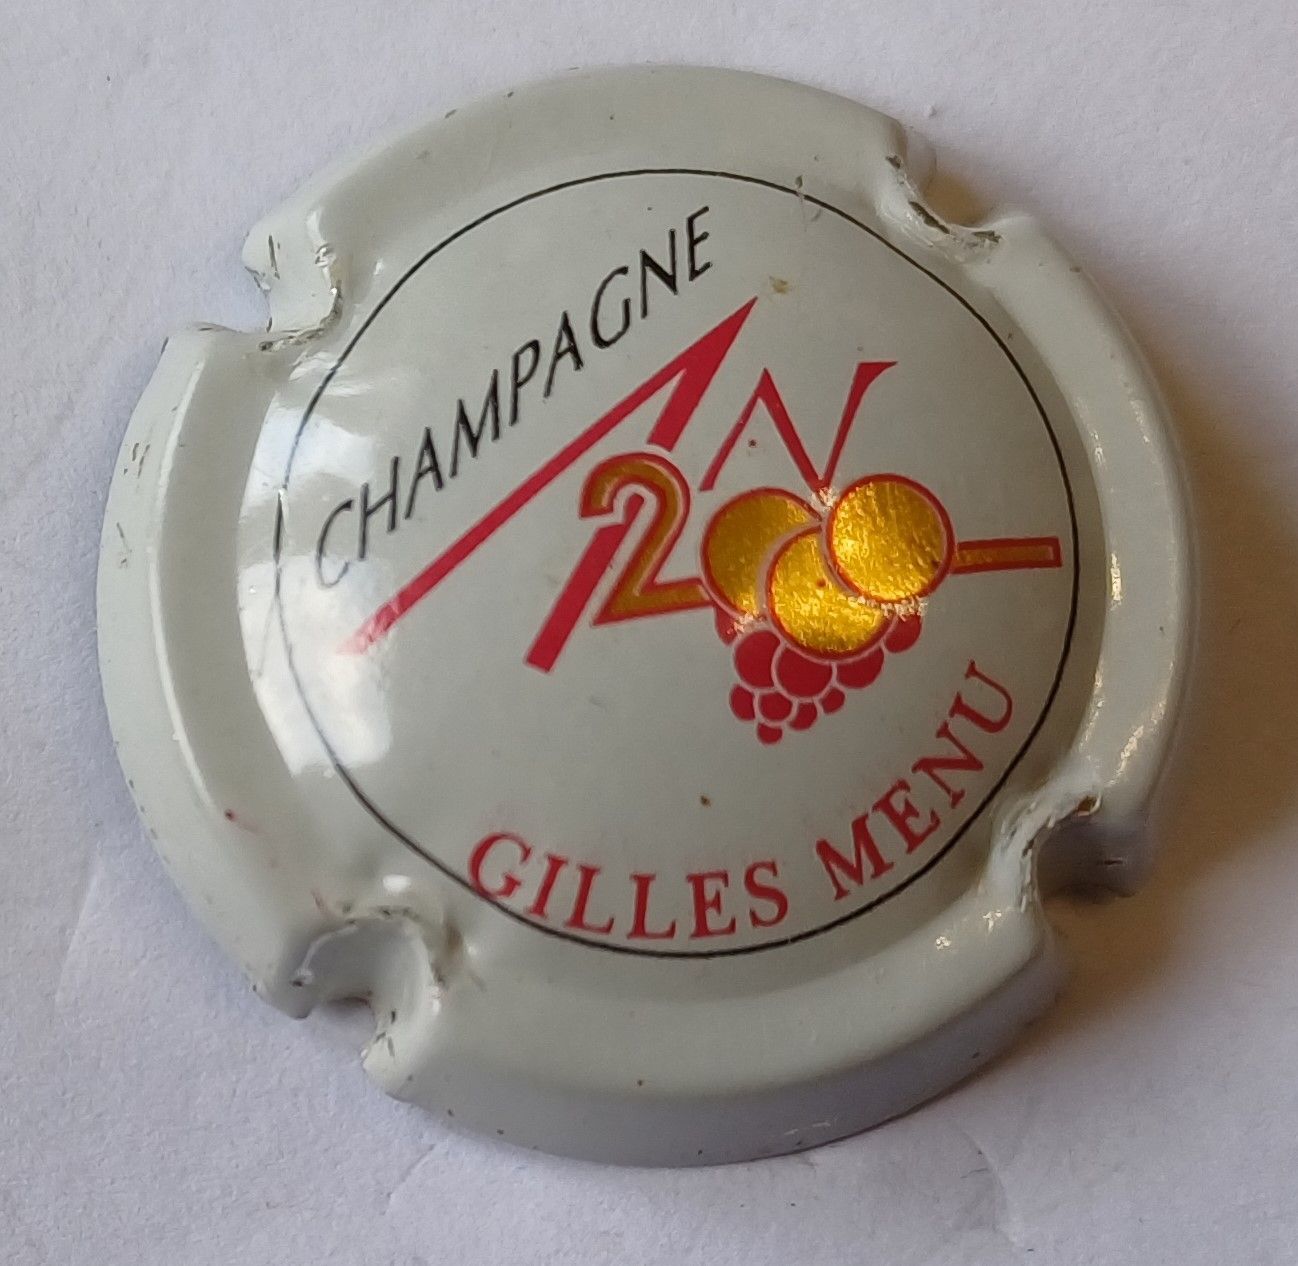 CHAMPAGNE
AN
2000
GILLES MENU